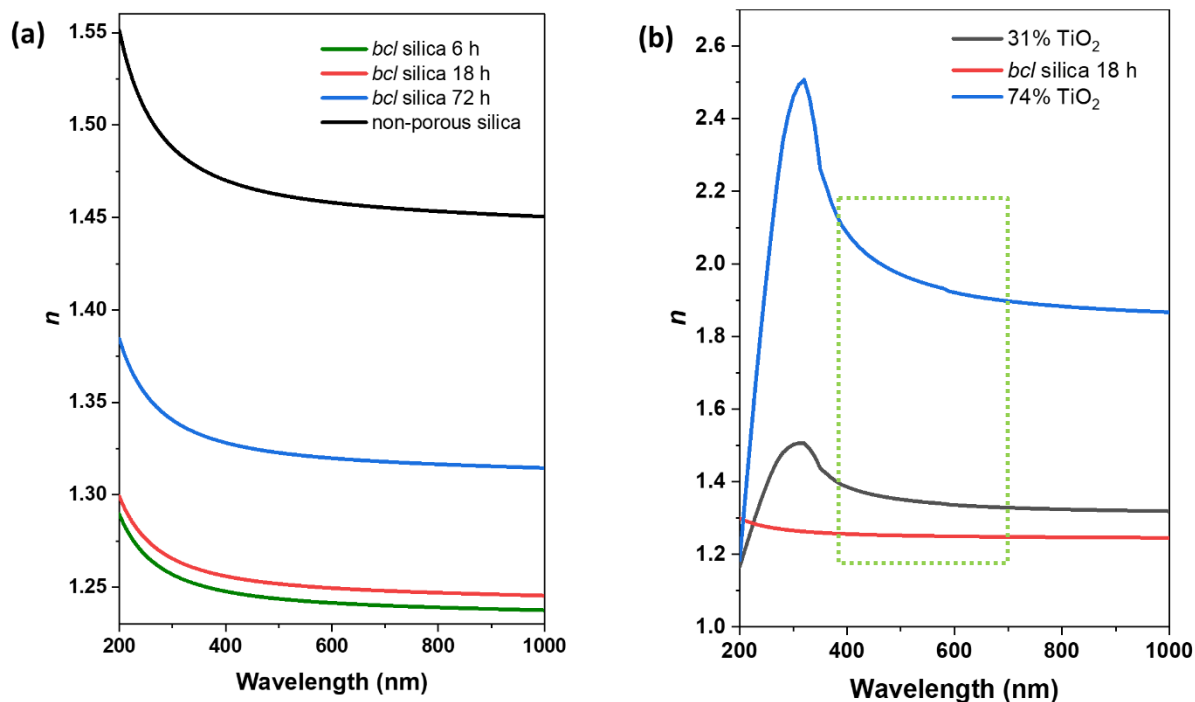 (a)
bcl silica 6 h
bcl silica 18 h
bcl silica 72 h
non-porous silica
1.55
1.50
1.45
1.40
1.35
1.30
1.25
n
200 400 600 800 1000
Wavelength (nm)
(b)
31% TiO₂
bcl silica 18 h
74% TiO₂
2.6
2.4
2.2
2.0
1.8
1.6
1.4
1.2
1.0
n
200 400 600 800 1000
Wavelength (nm)